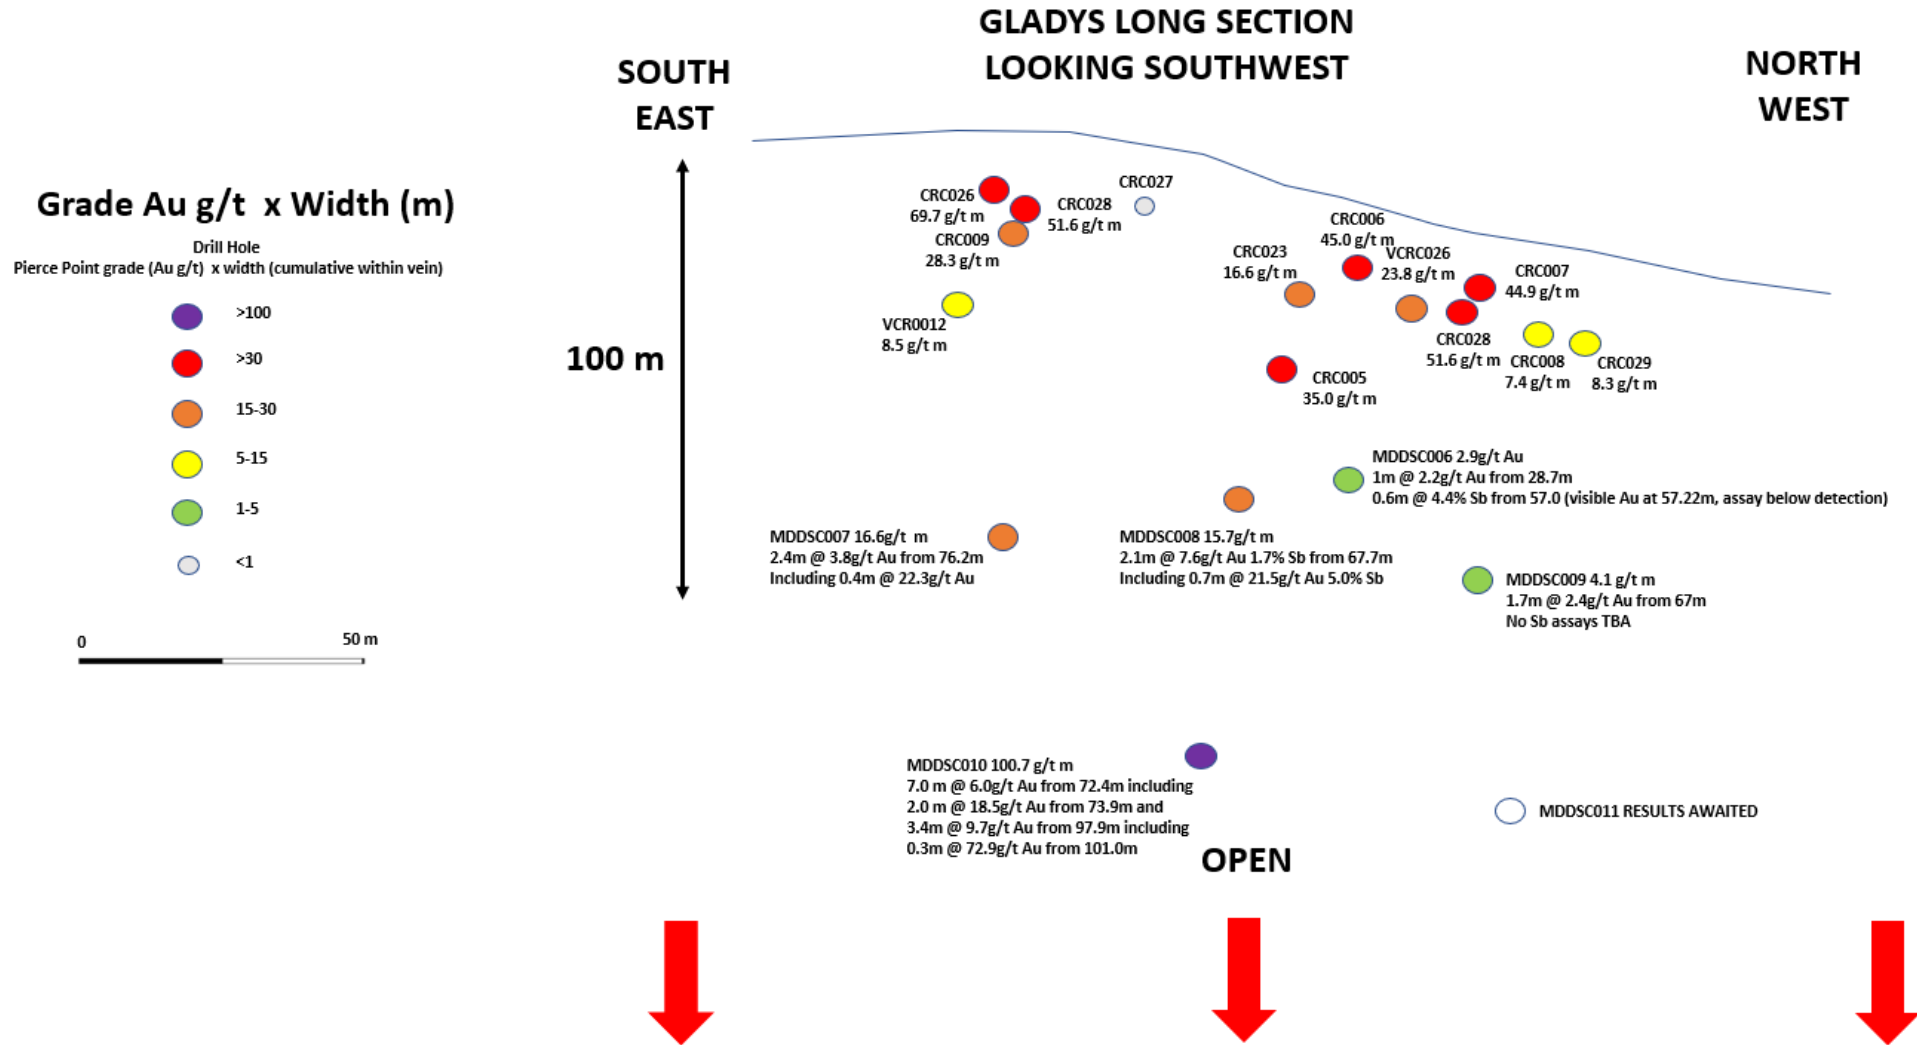 GLADYS LONG SECTION
LOOKING SOUTHWEST
SOUTH
EAST
NORTH
WEST
Grade Au g/t x Width (m)
Drill Hole
Pierce Point grade (Au g/t) x width (cumulative within vein)
>100
>30
15-30
5-15
1-5
<1
0
50 m
100 m
CRC026
69.7 g/t m
CRC028
51.6 g/t m
CRC027
CRC009
28.3 g/t m
VCR0012
8.5 g/t m
CRC006
45.0 g/t m
CRC023
16.6 g/t m
VCRC026
23.8 g/t m
CRC007
44.9 g/t m
CRC028
51.6 g/t m
CRC008
7.4 g/t m
CRC029
8.3 g/t m
CRC005
35.0 g/t m
MDDSC006 2.9g/t Au
1m @ 2.2g/t Au from 28.7m
0.6m @ 4.4% Sb from 57.0 (visible Au at 57.22m, assay below detection)
MDDSC007 16.6g/t m
2.4m @ 3.8g/t Au from 76.2m
Including 0.4m @ 22.3g/t Au
MDDSC008 15.7g/t m
2.1m @ 7.6g/t Au 1.7% Sb from 67.7m
Including 0.7m @ 21.5g/t Au 5.0% Sb
MDDSC009 4.1 g/t m
1.7m @ 2.4g/t Au from 67m
No Sb assays TBA
MDDSC010 100.7 g/t m
7.0 m @ 6.0g/t Au from 72.4m including
2.0 m @ 18.5g/t Au from 73.9m and
3.4m @ 9.7g/t Au from 97.9m including
0.3m @ 72.9g/t Au from 101.0m
MDDSC011 RESULTS AWAITED
OPEN